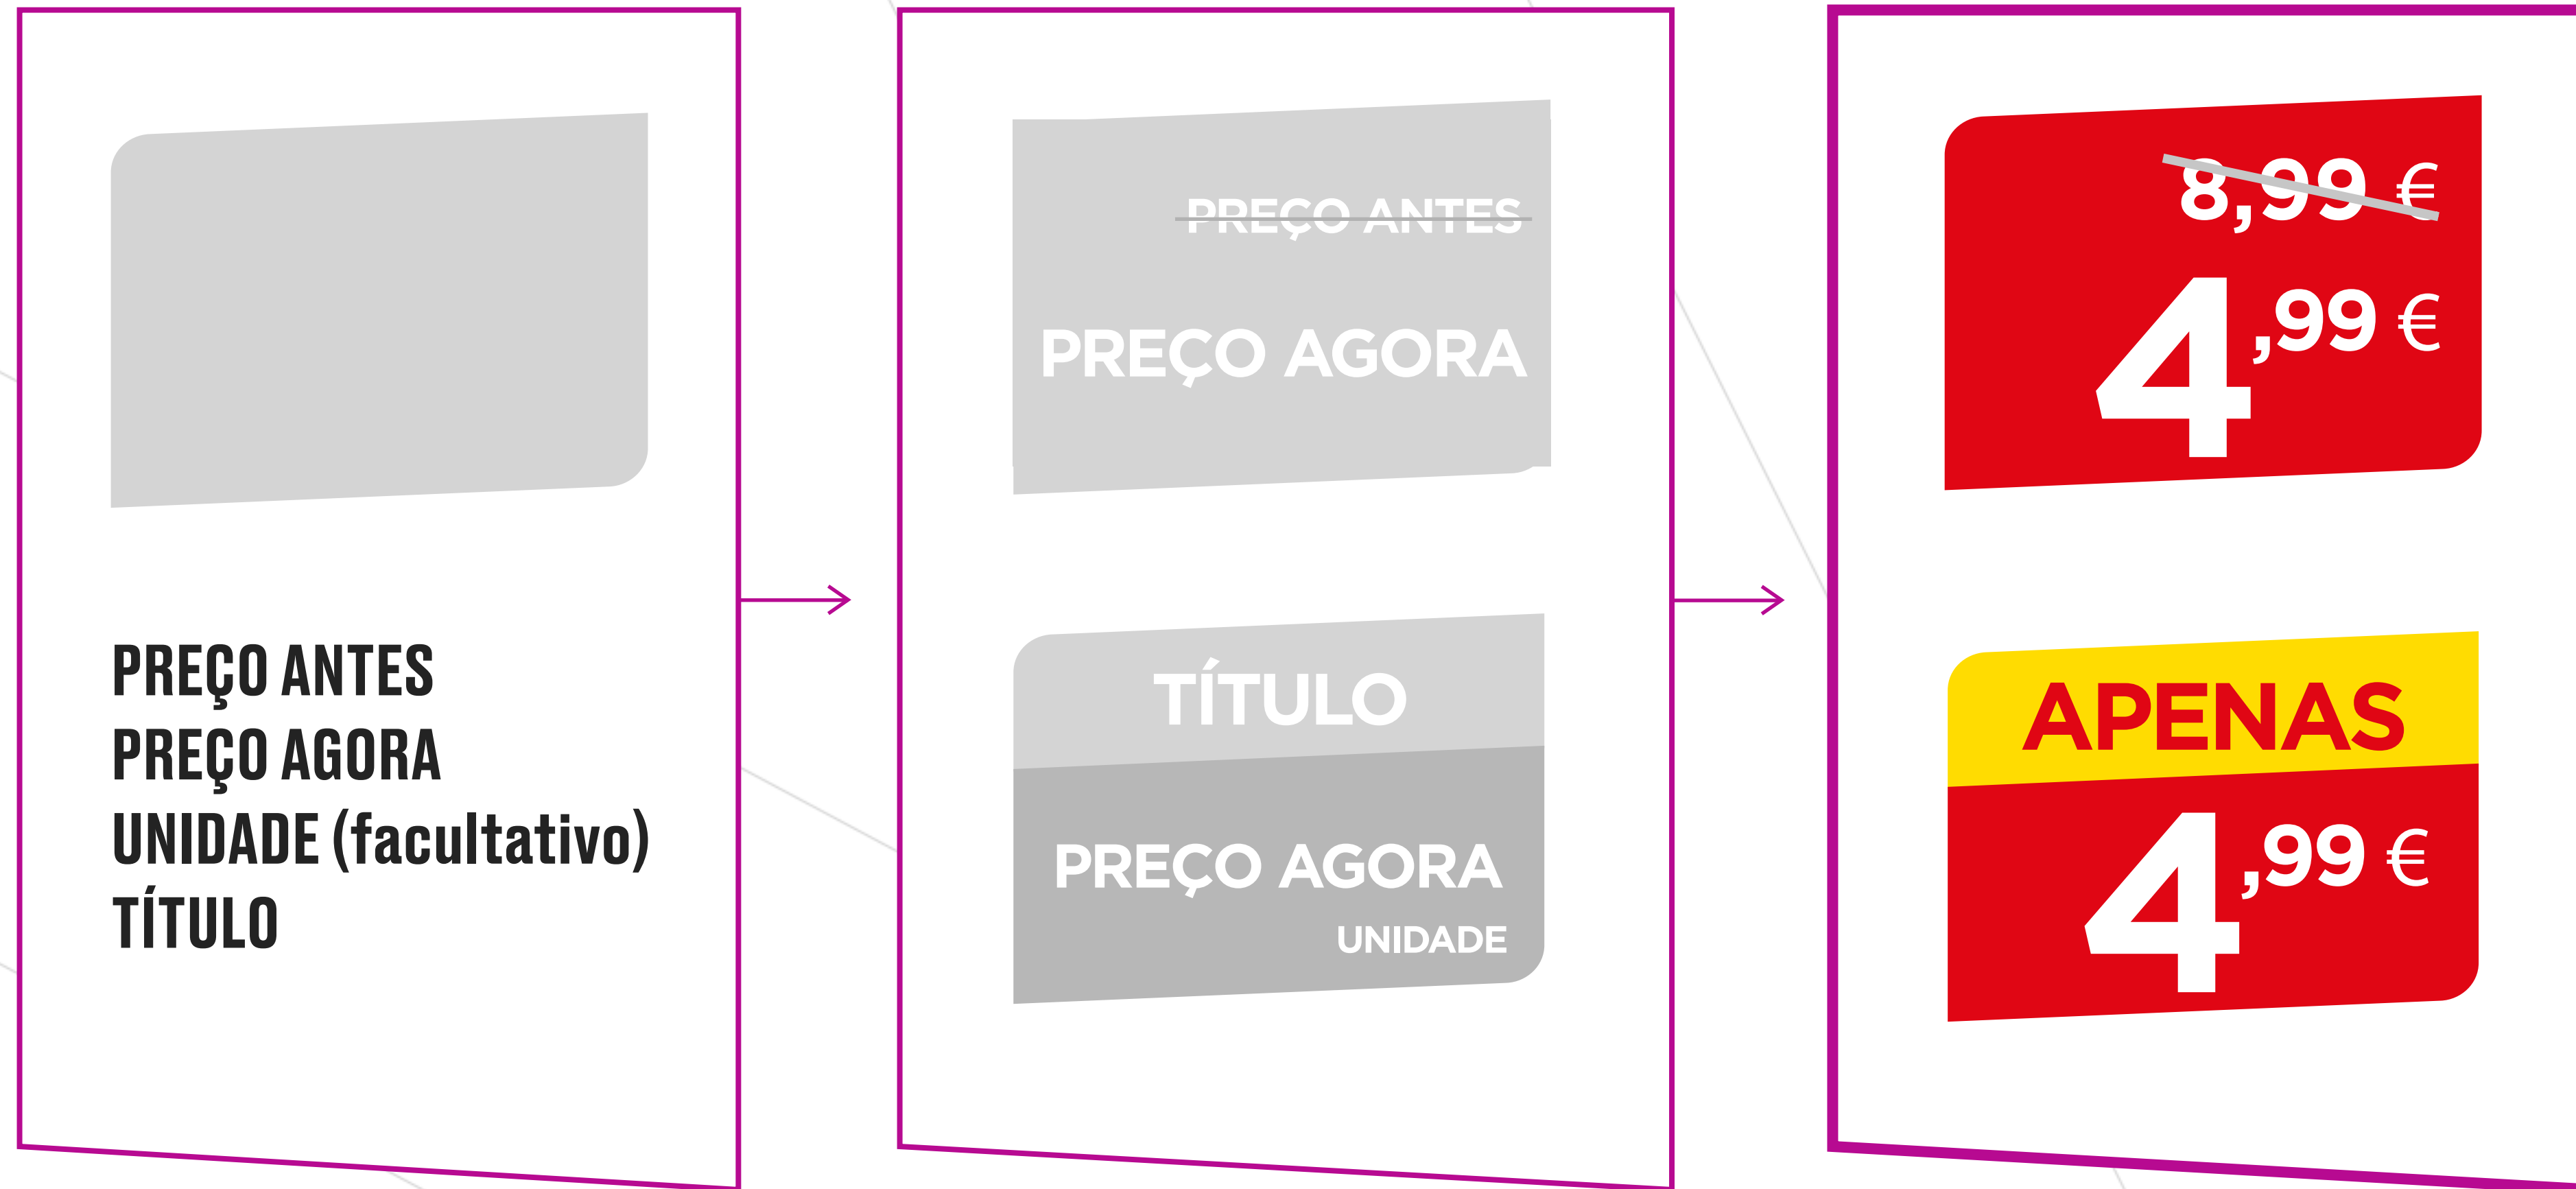 PREÇO ANTES
PREÇO AGORA
UNIDADE (facultativo)
TÍTULO
PREÇO ANTES
PREÇO AGORA
TÍTULO
PREÇO AGORA
UNIDADE
8,99 €
4,99 €
APENAS
4,99 €